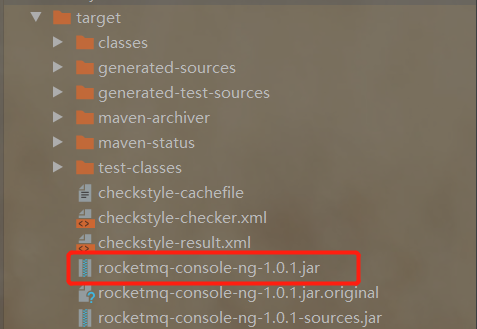 target
classes
generated-sources
generated-test-sources
maven-archiver
maven-status
test-classes
checkstyle-cachefile
checkstyle-checker.xml
checkstyle-result.xml
rocketmq-console-ng-1.0.1.jar
rocketmq-console-ng-1.0.1.jar.original
rocketmq-console-ng-1.0.1-sources.jar